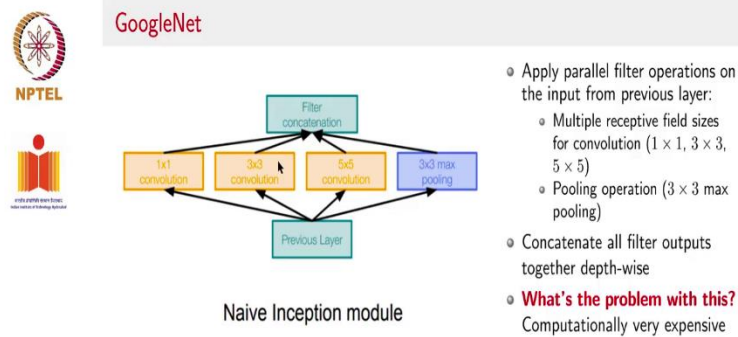 GoogleNet
NPTEL
Filter
concatenation
1x1
convolution
3x3
convolution
5x5
convolution
3x3 max
pooling
Previous Layer
Naive Inception module
Apply parallel filter operations on
the input from previous layer:
Multiple receptive field sizes
for convolution (1 × 1, 3 × 3,
5 × 5)
Pooling operation (3 × 3 max
pooling)
Concatenate all filter outputs
together depth-wise
What's the problem with this?
Computationally very expensive